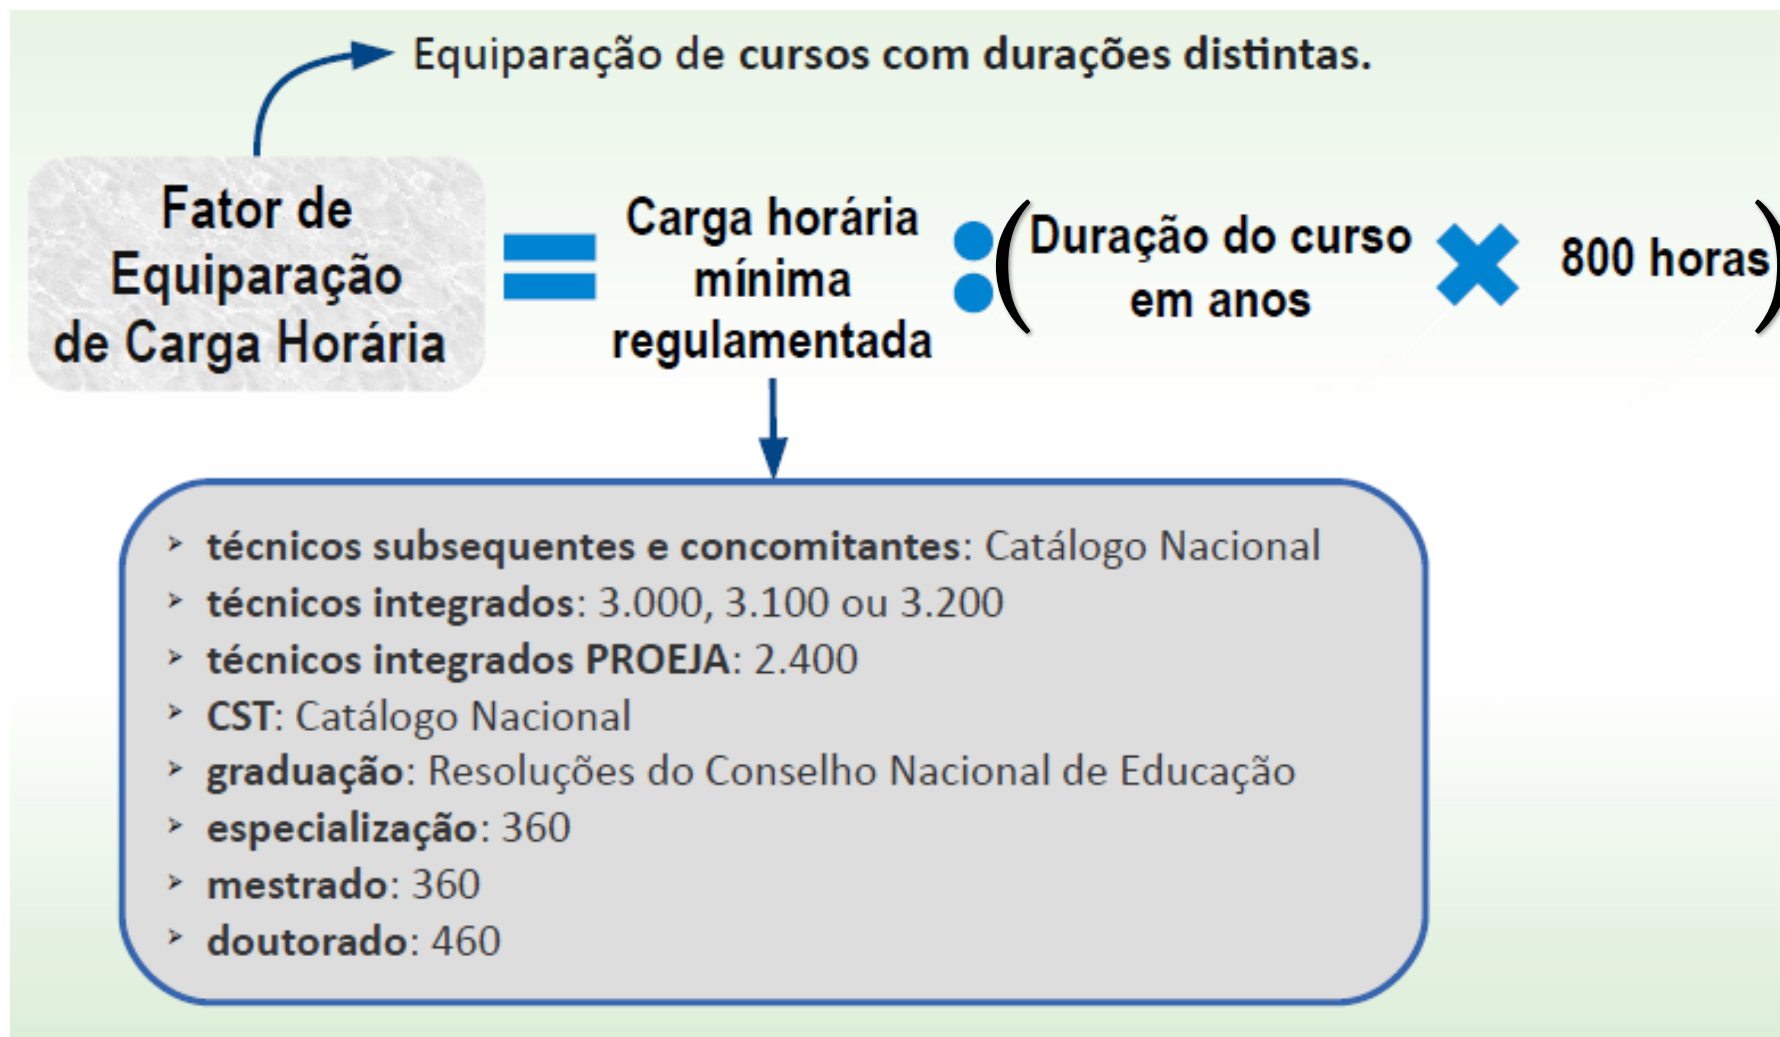 Equiparação de cursos com durações distintas.
Fator de
Equiparação
de Carga Horária
=
Carga horária
mínima
regulamentada
:
(Duração do curso
em anos
×
800 horas)
➢ técnicos subsequentes e concomitantes: Catálogo Nacional
➢ técnicos integrados: 3.000, 3.100 ou 3.200
➢ técnicos integrados PROEJA: 2.400
➢ CST: Catálogo Nacional
➢ graduação: Resoluções do Conselho Nacional de Educação
➢ especialização: 360
➢ mestrado: 360
➢ doutorado: 460